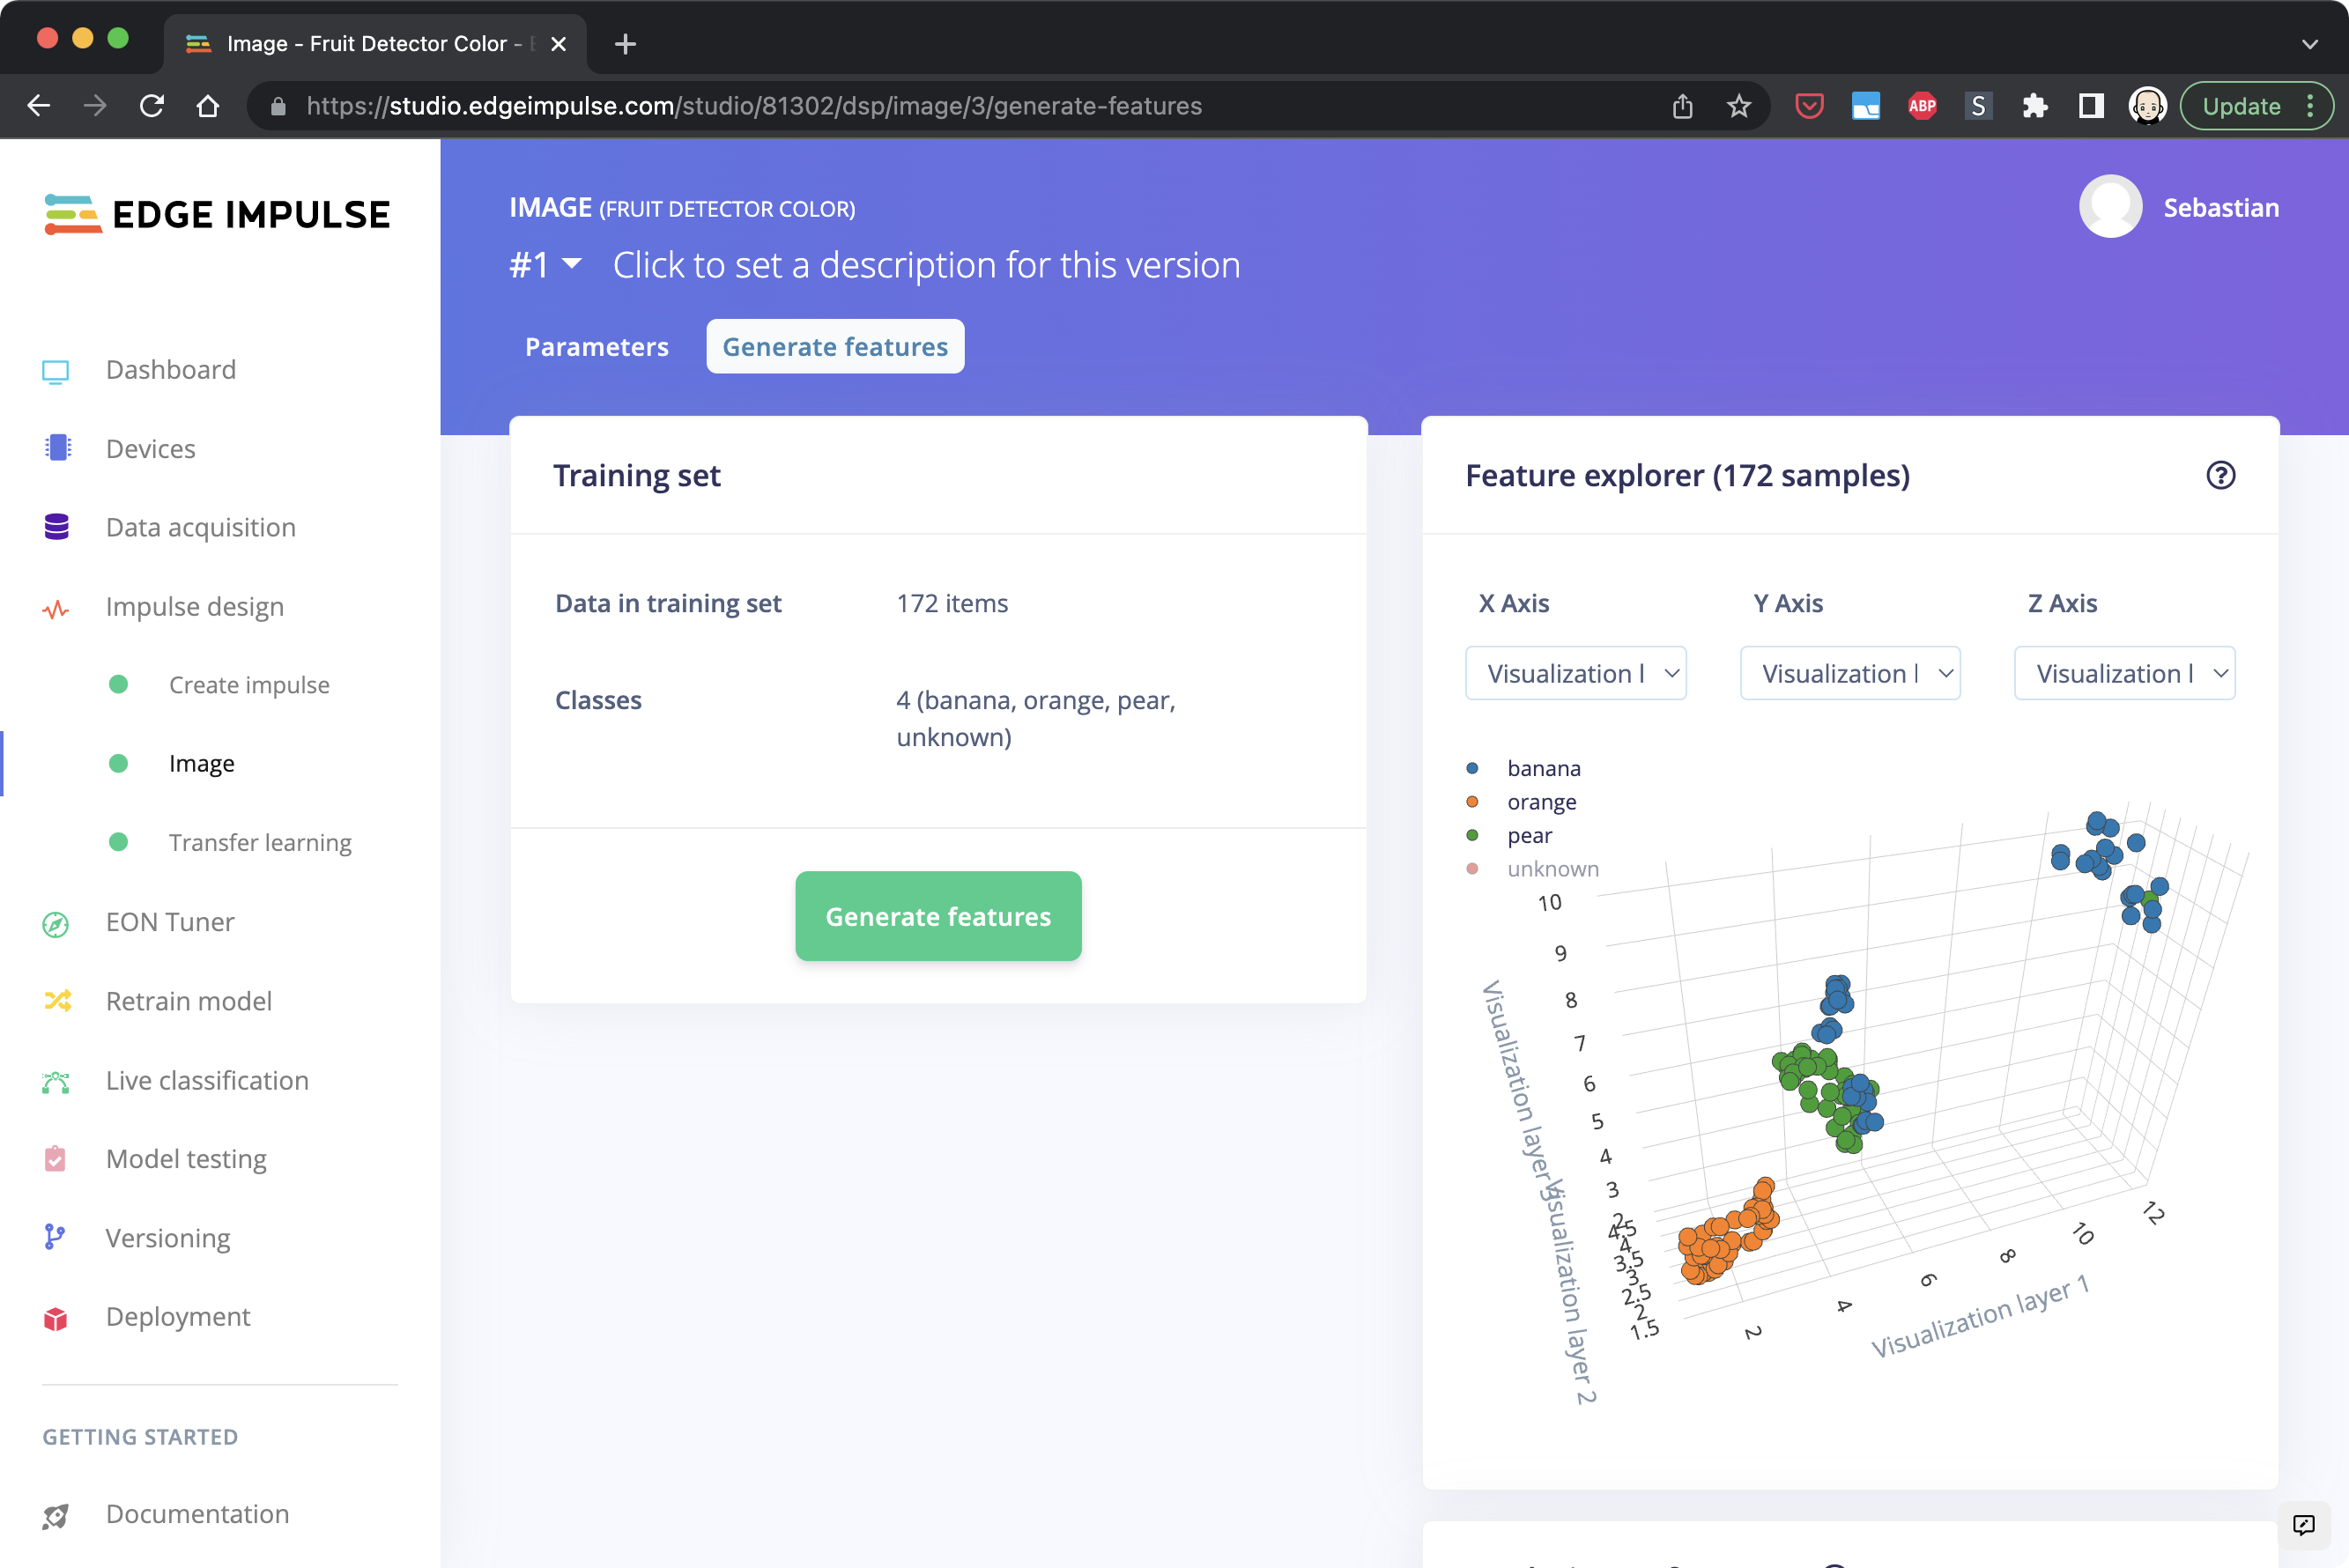 Image - Fruit Detector Color -
https://studio.edgeimpulse.com/studio/81302/dsp/image/3/generate-features
ABP
S
Update
EDGE IMPULSE
Dashboard
Devices
Data acquisition
Impulse design
Create impulse
Image
Transfer learning
EON Tuner
Retrain model
Live classification
Model testing
Versioning
Deployment
GETTING STARTED
Documentation
IMAGE (FRUIT DETECTOR COLOR)
Sebastian
#1 Click to set a description for this version
Parameters Generate features
Training set
Data in training set 172 items
Classes 4 (banana, orange, pear,
unknown)
Generate features
Feature explorer (172 samples)
X Axis Y Axis Z Axis
Visualization l Visualization l Visualization l
banana
orange
pear
unknown
10
9
8
7
6
5
4
3
2
4.5
4
3.5
3
2.5
2
1.5
2
4
6
8
10
12
Visualization layer 3
Visualization layer 2
Visualization layer 1